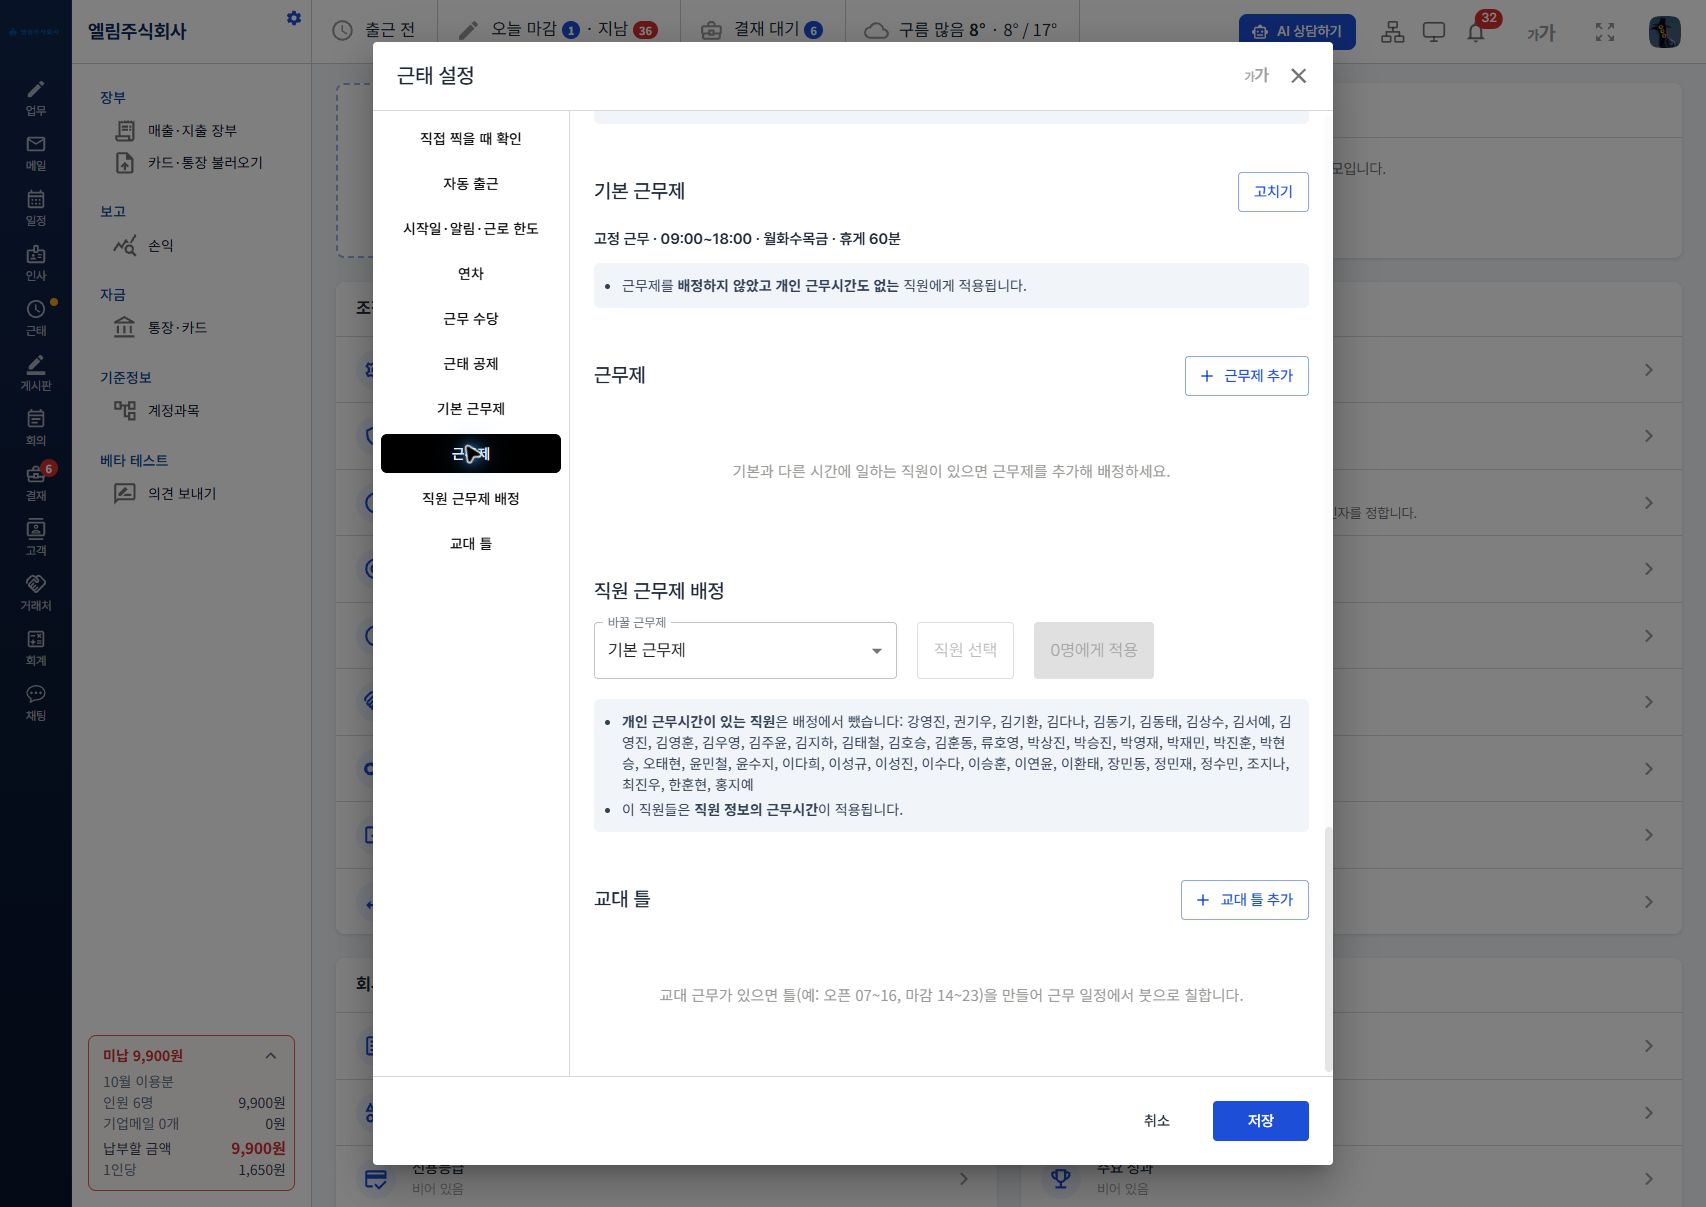 엘림주식회사
출근 전
오늘 마감 1 · 지남 36
결재 대기 6
구름 많음 8° · 8° / 17°
AI 상담하기
32
가가
업무
메일
일정
인사
근태
게시판
회의
6
결재
고객
거래처
회계
채팅
장부
매출·지출 장부
카드·통장 불러오기
보고
손익
자금
통장·카드
기준정보
계정과목
베타 테스트
의견 보내기
미납 9,900원
10월 이용분
인원 6명 9,900원
기업메일 0개 0원
납부할 금액 9,900원
1인당 1,650원
근태 설정
가가
직접 찍을 때 확인
자동 출근
시작일·알림·근로 한도
연차
근무 수당
근태 공제
기본 근무제
직원 근무제 배정
교대 틀
기본 근무제
고치기
고정 근무 · 09:00~18:00 · 월화수목금 · 휴게 60분
• 근무제를 배정하지 않았고 개인 근무시간도 없는 직원에게 적용됩니다.
근무제
+ 근무제 추가
기본과 다른 시간에 일하는 직원이 있으면 근무제를 추가해 배정하세요.
직원 근무제 배정
바꿀 근무제
기본 근무제
직원 선택
0명에게 적용
• 개인 근무시간이 있는 직원은 배정에서 뺐습니다: 강영진, 권기우, 김기환, 김다나, 김동기, 김동태, 김상수, 김서예, 김
영진, 김영훈, 김우영, 김주윤, 김지하, 김태철, 김호승, 김훈동, 류호영, 박상진, 박승진, 박영재, 박재민, 박진훈, 박현
승, 오태현, 윤민철, 윤수지, 이다희, 이성규, 이성진, 이수다, 이승훈, 이연윤, 이환태, 장민동, 정민재, 정수민, 조지나,
최진우, 한훈현, 홍지예
• 이 직원들은 직원 정보의 근무시간이 적용됩니다.
교대 틀
+ 교대 틀 추가
교대 근무가 있으면 틀(예: 오픈 07~16, 마감 14~23)을 만들어 근무 일정에서 붓으로 칠합니다.
취소
저장
모입니다.
자를 정합니다.
비어 있음
비어 있음